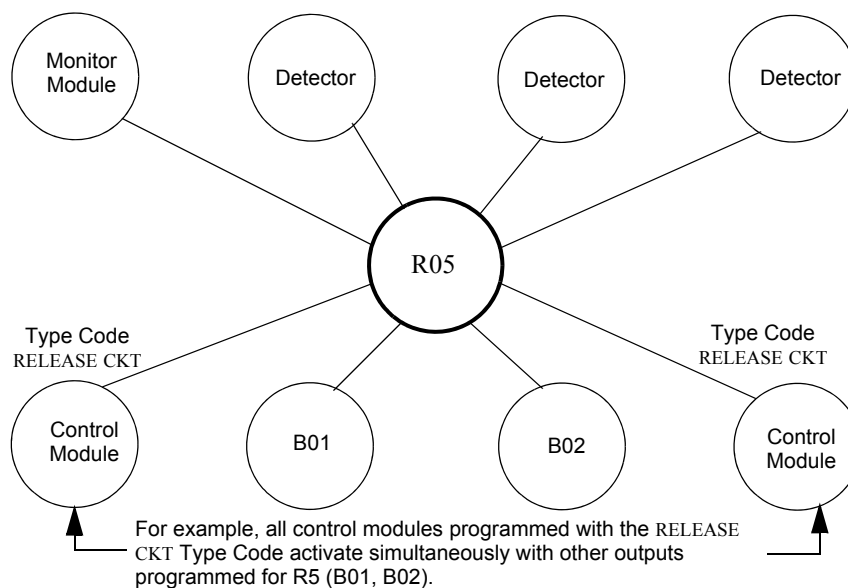 Monitor
Module
Detector
Detector
Detector
R05
Type Code
RELEASE CKT
Type Code
RELEASE CKT
Control
Module
B01
B02
Control
Module
For example, all control modules programmed with the RELEASE
CKT Type Code activate simultaneously with other outputs
programmed for R5 (B01, B02).